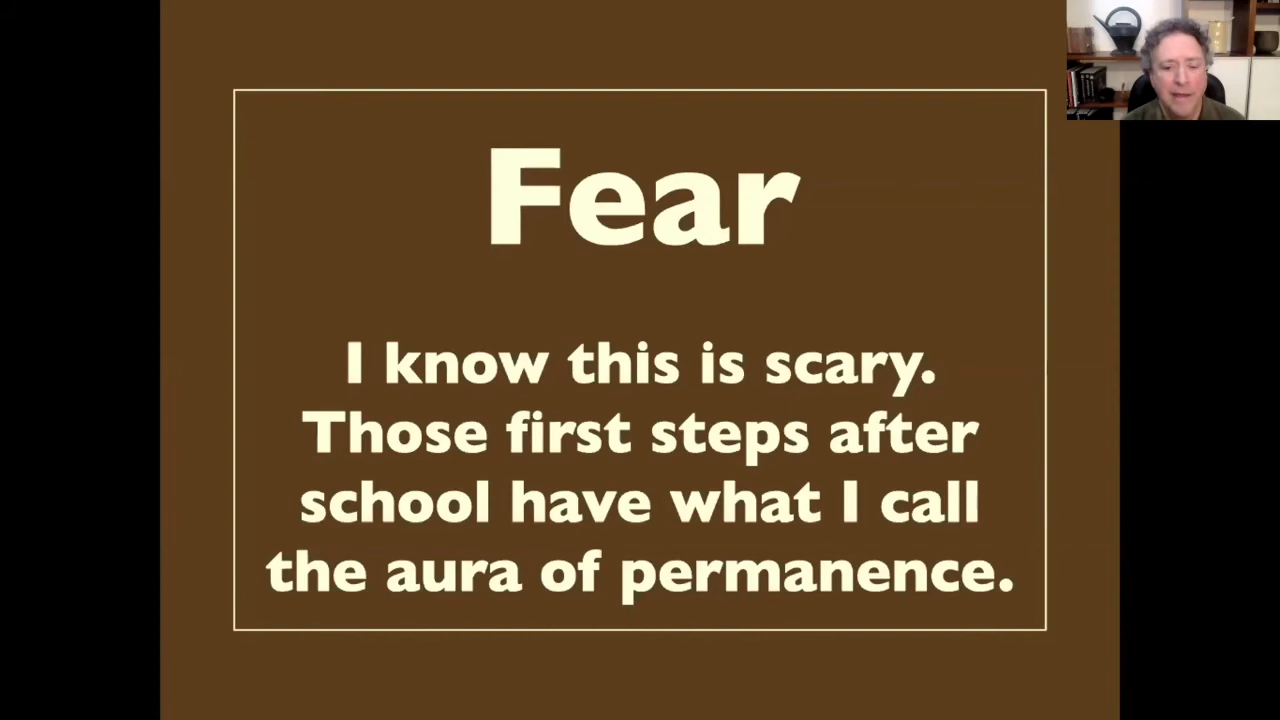 Fear
I know this is scary.
Those first steps after
school have what I call
the aura of permanence.